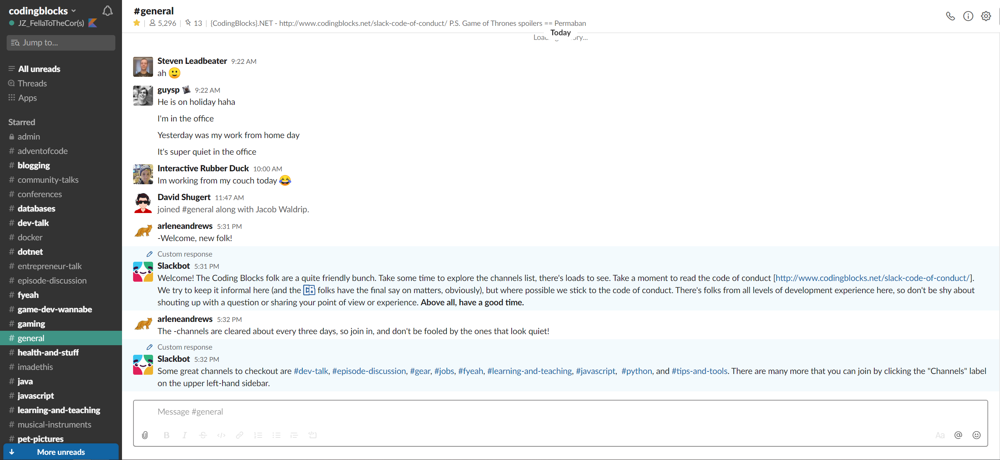 codingblocks
JZ_FellaToTheCor(s)
Jump to...
All unreads
Threads
Apps
Starred
admin
# adventofcode
# blogging
# community-talks
# conferences
# databases
# dev-talk
# docker
# dotnet
# entrepreneur-talk
# episode-discussion
# fyeah
# game-dev-wannabe
# gaming
# general
# health-and-stuff
# imadethis
# java
# javascript
# learning-and-teaching
# musical-instruments
# pet-pictures
More unreads
#general
5,296 | 13 | {CodingBlocks}.NET - http://www.codingblocks.net/slack-code-of-conduct/ P.S. Game of Thrones spoilers == Permaban
Today
Steven Leadbeater 9:22 AM
ah 🙂
guysp 9:22 AM
He is on holiday haha
I'm in the office
Yesterday was my work from home day
It's super quiet in the office
Interactive Rubber Duck 10:00 AM
Im working from my couch today 😂
David Shugert 11:47 AM
joined #general along with Jacob Waldrip.
arleneandrews 5:31 PM
-Welcome, new folk!
Custom response
Slackbot 5:31 PM
Welcome! The Coding Blocks folk are a quite friendly bunch. Take some time to explore the channels list, there's loads to see. Take a moment to read the code of conduct [http://www.codingblocks.net/slack-code-of-conduct/].
We try to keep it informal here (and the folks have the final say on matters, obviously), but where possible we stick to the code of conduct. There's folks from all levels of development experience here, so don't be shy about
shouting up with a question or sharing your point of view or experience. Above all, have a good time.
arleneandrews 5:32 PM
The -channels are cleared about every three days, so join in, and don't be fooled by the ones that look quiet!
Custom response
Slackbot 5:32 PM
Some great channels to checkout are #dev-talk, #episode-discussion, #gear, #jobs, #fyeah, #learning-and-teaching, #javascript, #python, and #tips-and-tools. There are many more that you can join by clicking the "Channels" label
on the upper left-hand sidebar.
Message #general
B I S </> Aa @